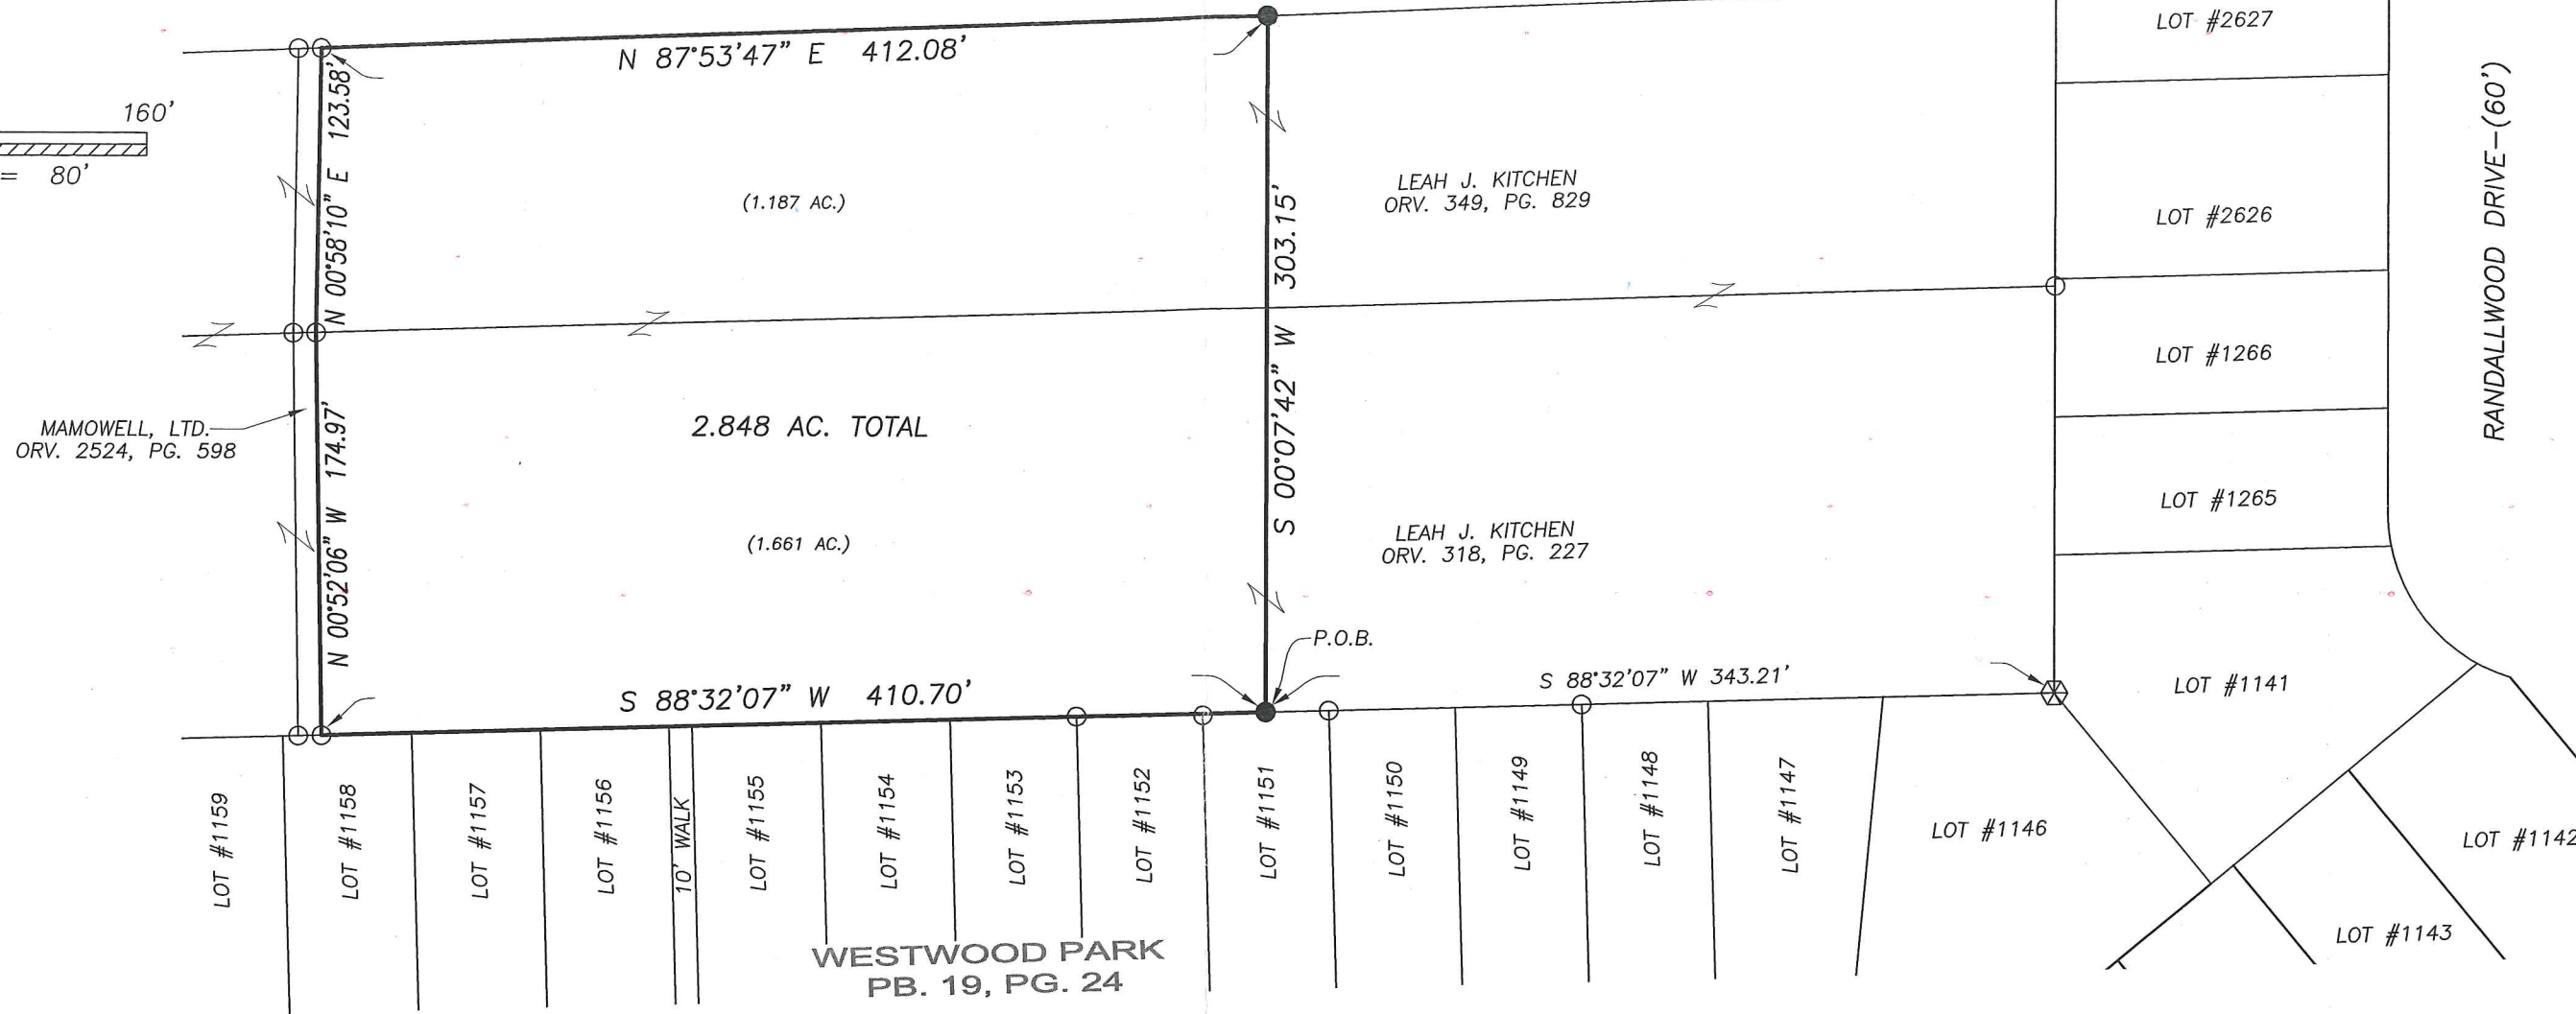 LOT #2627
N 87°53'47" E 412.08'
160'
= 80'
N 00°58'10" E 123.58'
(1.187 AC.)
S 00°07'42" W 303.15'
LEAH J. KITCHEN
ORV. 349, PG. 829
LOT #2626
RANDALLWOOD DRIVE-(60')
LOT #1266
MAMOWELL, LTD.
ORV. 2524, PG. 598
N 00°52'06" W 174.97'
2.848 AC. TOTAL
(1.661 AC.)
LEAH J. KITCHEN
ORV. 318, PG. 227
LOT #1265
P.O.B.
S 88°32'07" W 410.70'
S 88°32'07" W 343.21'
LOT #1141
LOT #1159
LOT #1158
LOT #1157
LOT #1156
10' WALK
LOT #1155
LOT #1154
LOT #1153
LOT #1152
LOT #1151
LOT #1150
LOT #1149
LOT #1148
LOT #1147
LOT #1146
LOT #1142
LOT #1143
WESTWOOD PARK
PB. 19, PG. 24